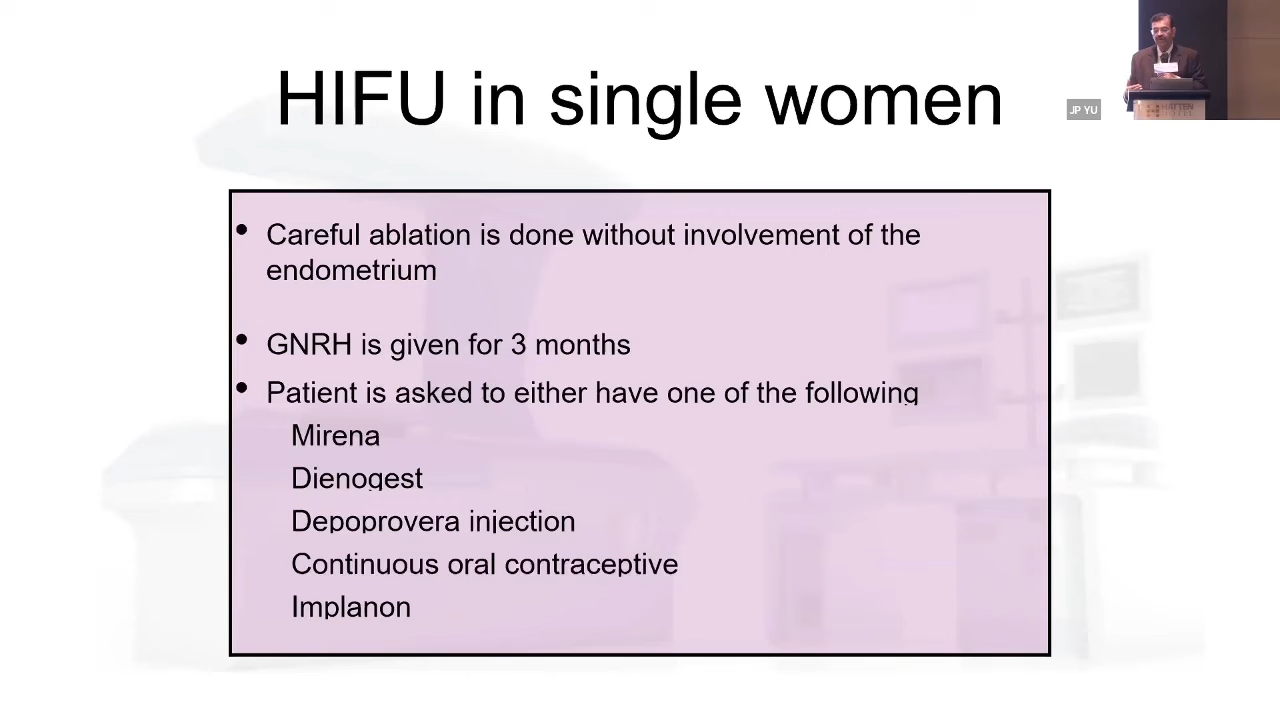 HIFU in single women
JP YU
HATTEN
HOTEL
• Careful ablation is done without involvement of the
endometrium
• GNRH is given for 3 months
• Patient is asked to either have one of the following
Mirena
Dienogest
Depoprovera injection
Continuous oral contraceptive
Implanon